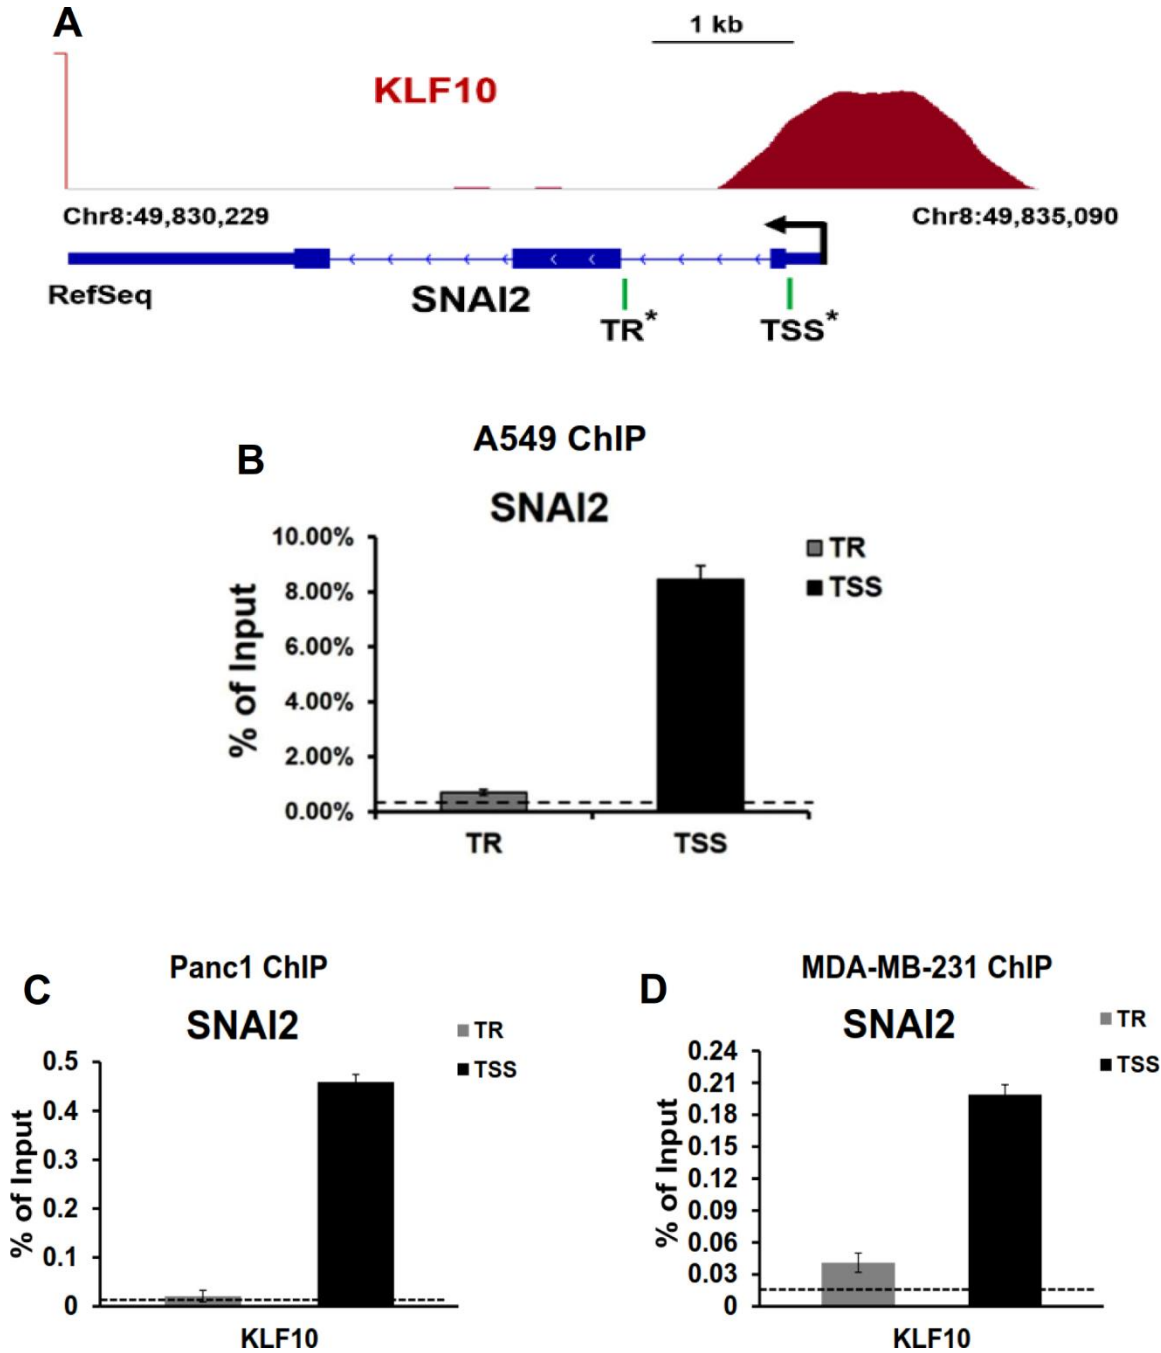 A
1 kb
KLF10
Chr8:49,830,229
Chr8:49,835,090
RefSeq
SNAI2
TR*
TSS*
B
A549 ChIP
SNAI2
% of Input
10.00%
8.00%
6.00%
4.00%
2.00%
0.00%
TR
TSS
TR
TSS
C
Panc1 ChIP
SNAI2
% of Input
0.5
0.4
0.3
0.2
0.1
0
TR
TSS
KLF10
D
MDA-MB-231 ChIP
SNAI2
% of Input
0.24
0.21
0.18
0.15
0.12
0.09
0.06
0.03
0
TR
TSS
KLF10